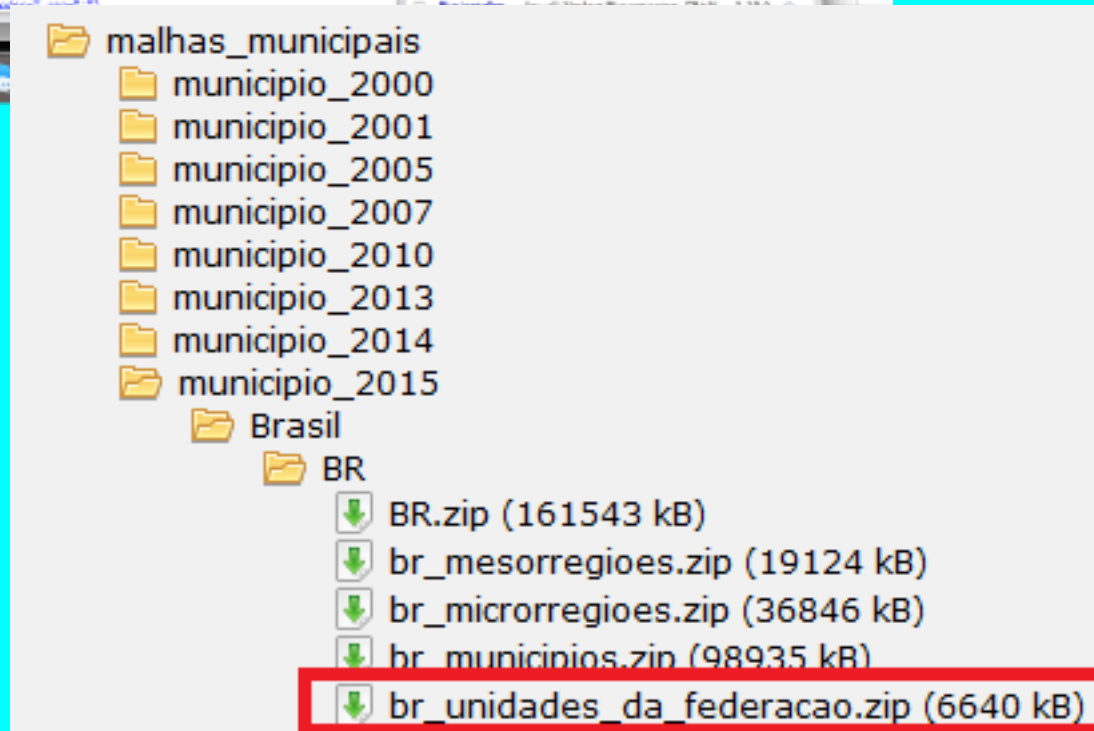 malhas_municipais
municipio_2000
municipio_2001
municipio_2005
municipio_2007
municipio_2010
municipio_2013
municipio_2014
municipio_2015
Brasil
BR
BR.zip (161543 kB)
br_mesorregioes.zip (19124 kB)
br_microrregioes.zip (36846 kB)
br_municipios.zip (98935 kB)
br_unidades_da_federacao.zip (6640 kB)